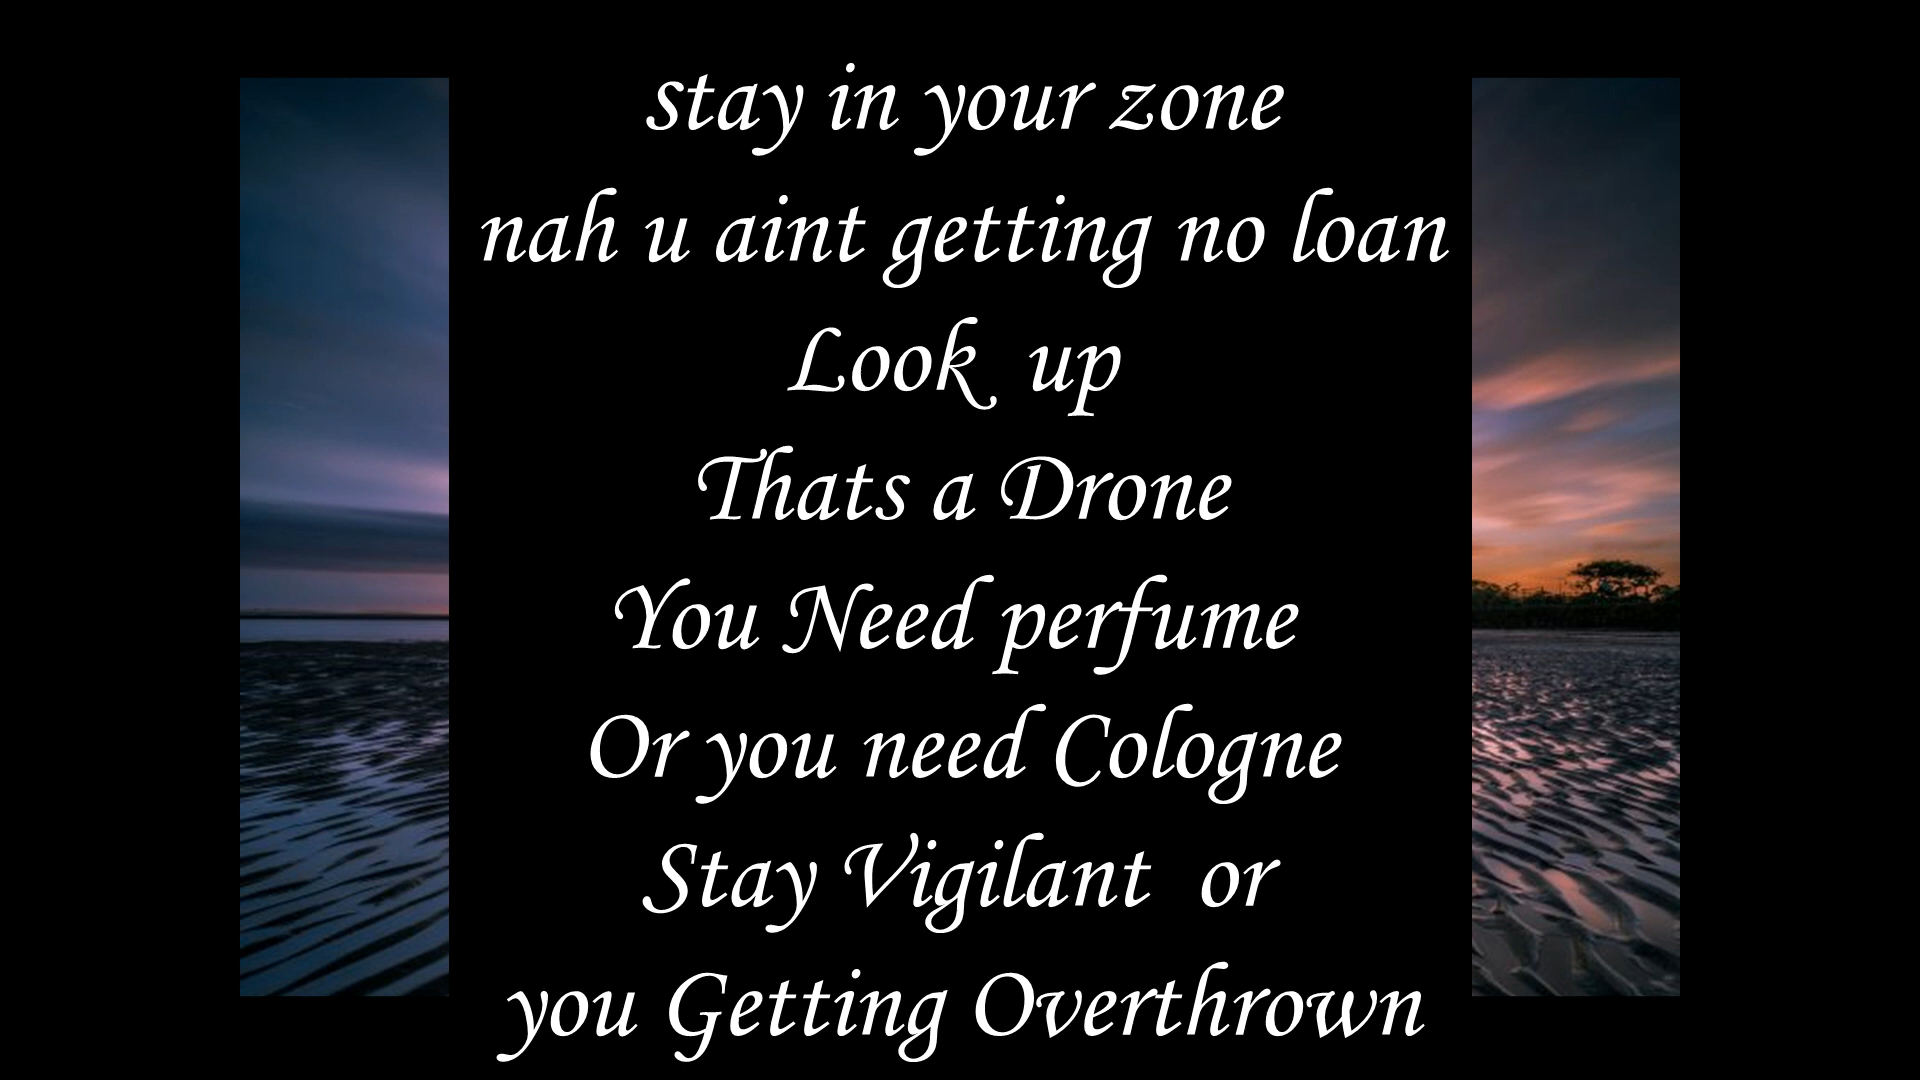 stay in your zone
nah u aint getting no loan
Look  up
Thats a Drone
You Need perfume
Or you need Cologne
Stay Vigilant  or
you Getting Overthrown